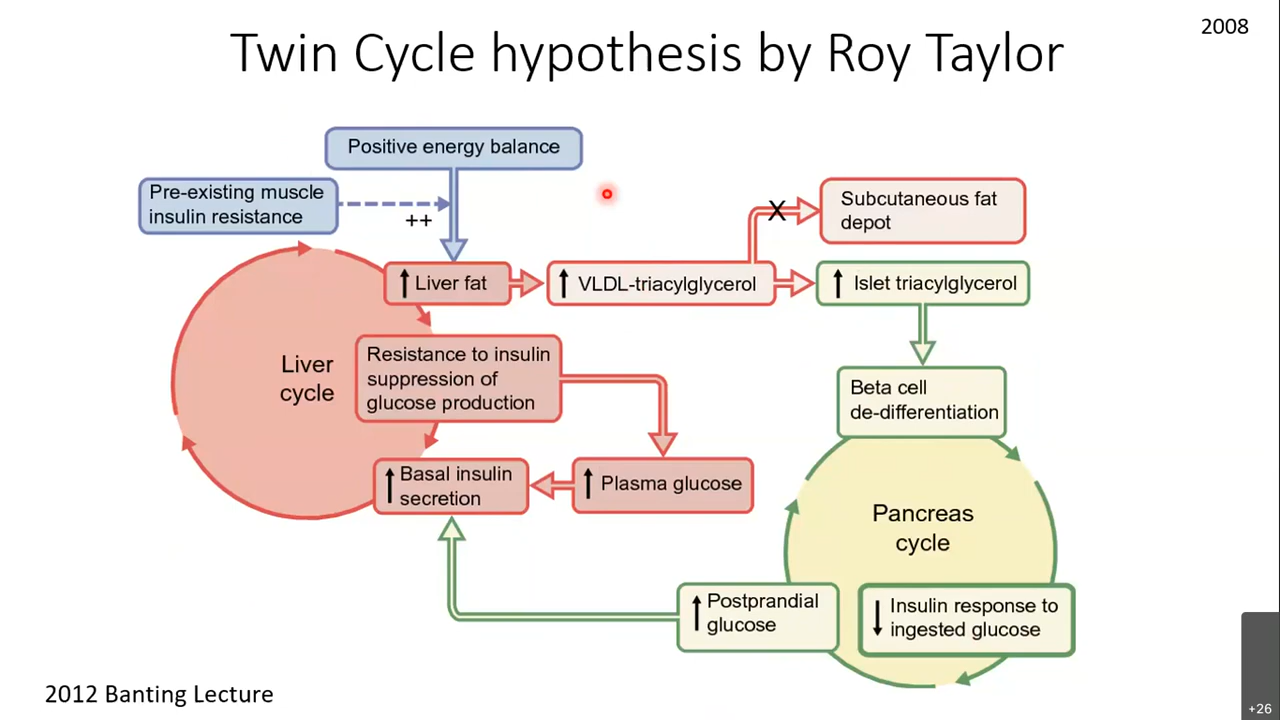 2008
Twin Cycle hypothesis by Roy Taylor
Positive energy balance
Pre-existing muscle
insulin resistance
++
X
Subcutaneous fat
depot
Liver fat
VLDL-triacylglycerol
Islet triacylglycerol
Liver
cycle
Resistance to insulin
suppression of
glucose production
Beta cell
de-differentiation
Basal insulin
secretion
Plasma glucose
Pancreas
cycle
Postprandial
glucose
Insulin response to
ingested glucose
2012 Banting Lecture
+26